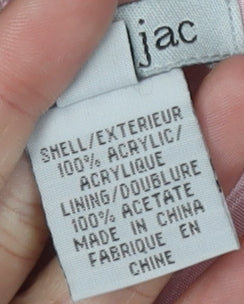 jac
SHELL/EXTERIEUR
100% ACRYLIC/
ACRYLIQUE
LINING/DOUBLURE
100% ACETATE
MADE IN CHINA
FABRIQUE EN
CHINE